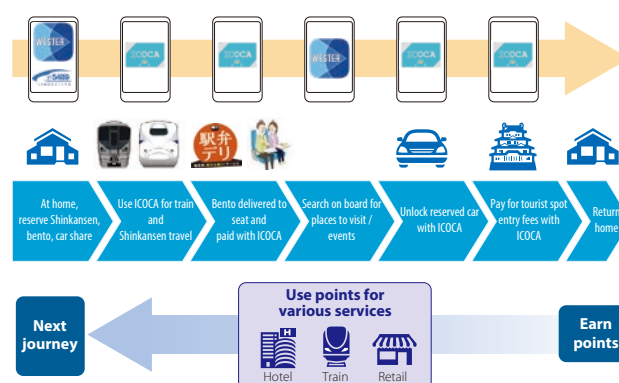 WESTER
e5489
ICOCA
ICOCA
WESTER
ICOCA
ICOCA
駅弁
デリ
At home,
reserve Shinkansen,
bento, car share
Use ICOCA for train
and
Shinkansen travel
Bento delivered to
seat and
paid with ICOCA
Search on board for
places to visit /
events
Unlock reserved car
with ICOCA
Pay for tourist spot
entry fees with
ICOCA
Return
home
Next
journey
Use points for
various services
H
Hotel
Train
Retail
Earn
points